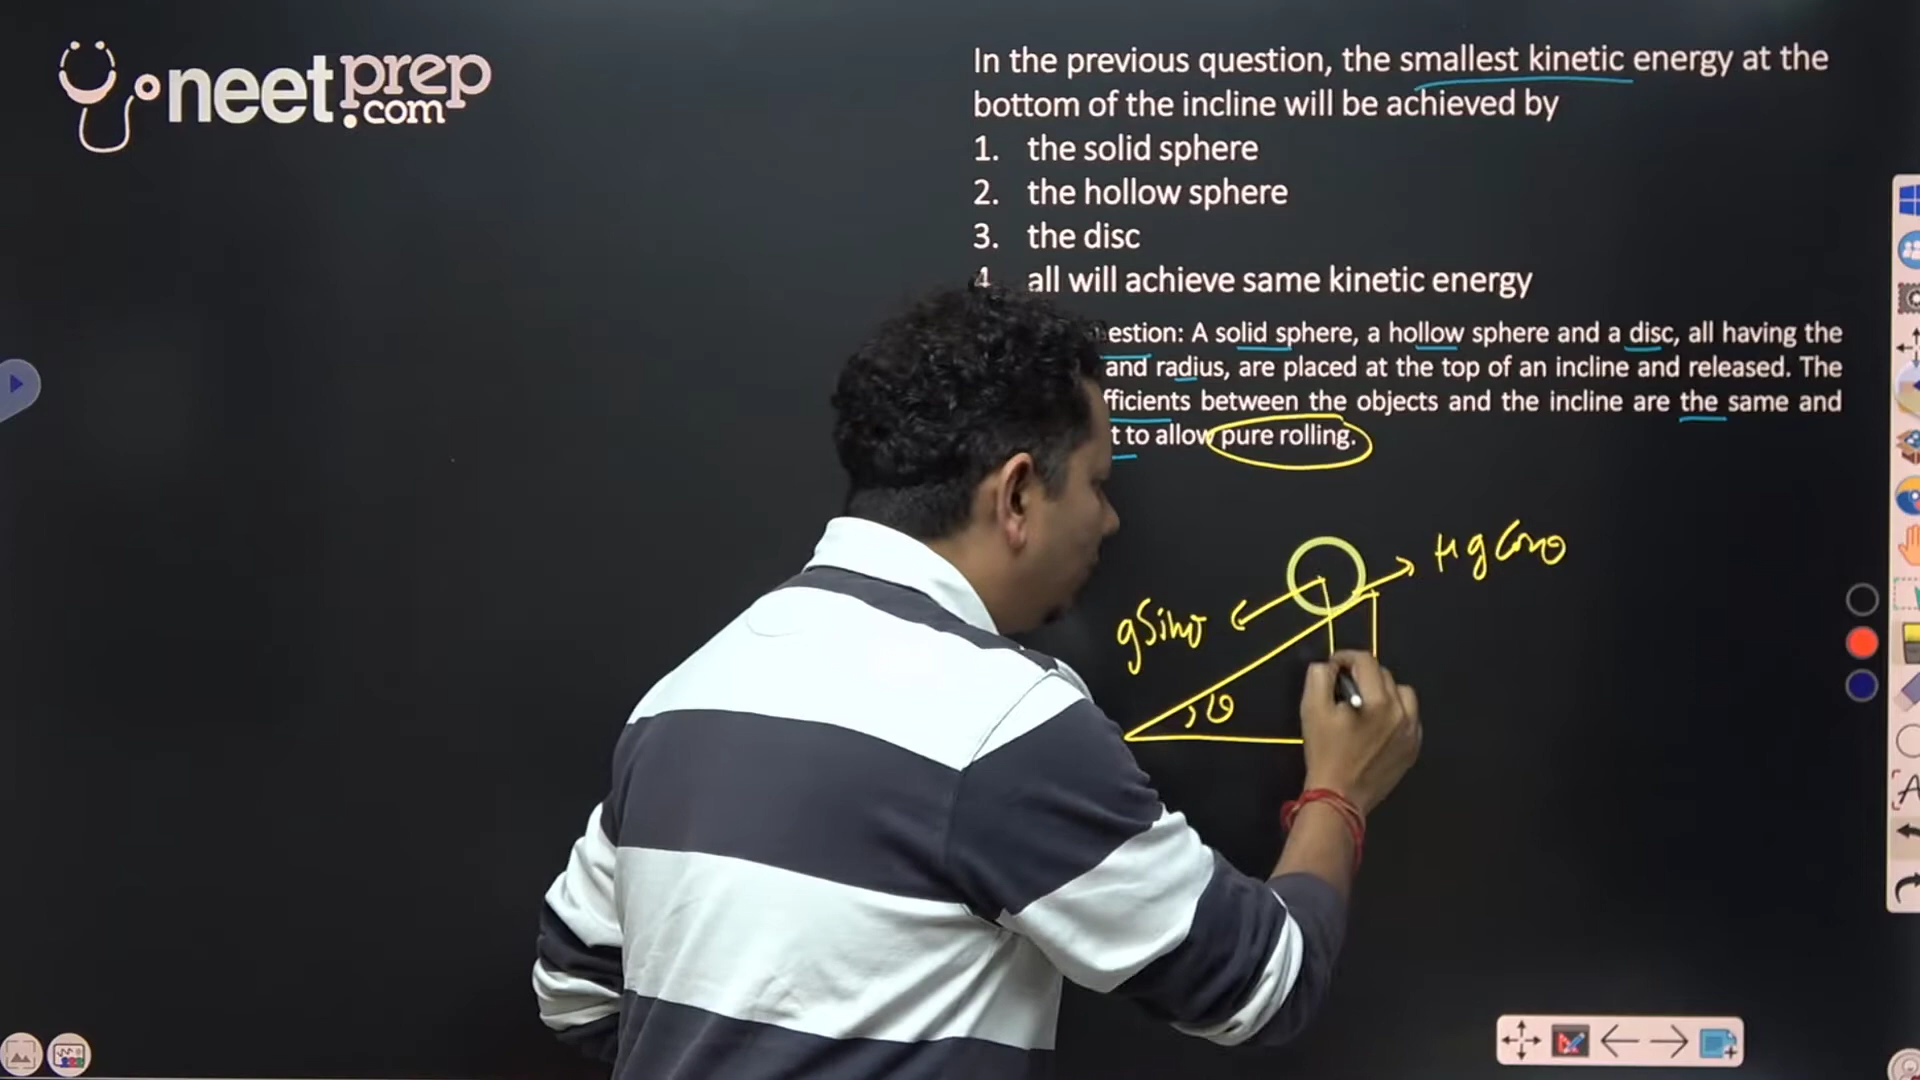 neetprep
.com
In the previous question, the smallest kinetic energy at the
bottom of the incline will be achieved by
1. the solid sphere
2. the hollow sphere
3. the disc
4. all will achieve same kinetic energy
estion: A solid sphere, a hollow sphere and a disc, all having the
and radius, are placed at the top of an incline and released. The
fficients between the objects and the incline are the same and
t to allow pure rolling.
μg Cosθ
gSinθ
θ
A